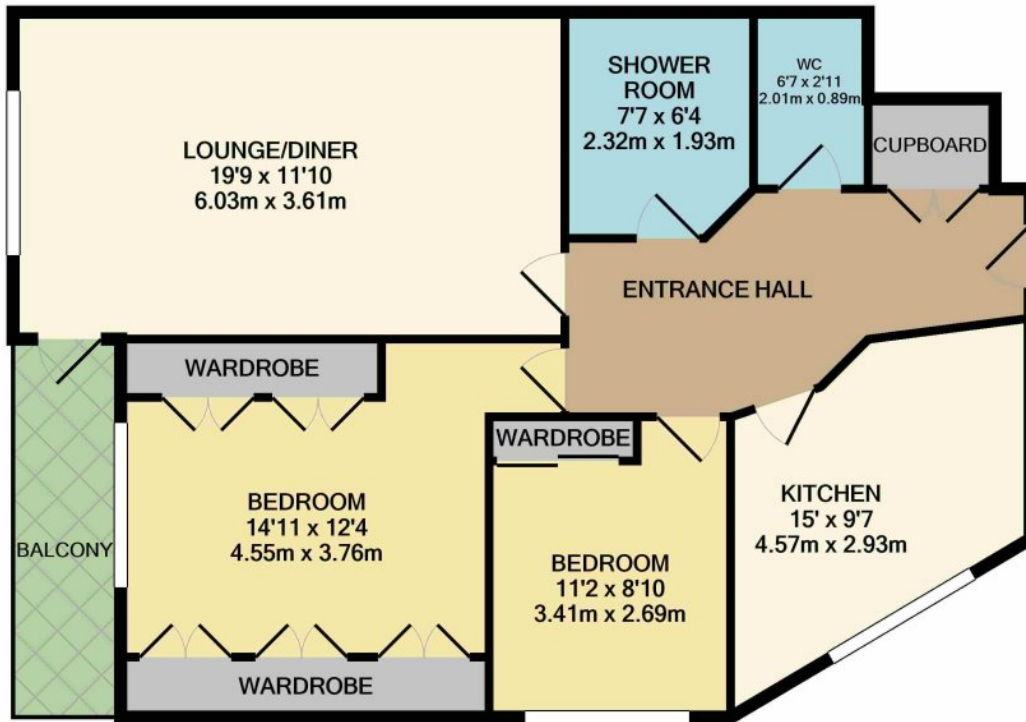 LOUNGE/DINER
19'9 x 11'10
6.03m x 3.61m
SHOWER
ROOM
7'7 x 6'4
2.32m x 1.93m
WC
6'7 x 2'11
2.01m x 0.89m
CUPBOARD
ENTRANCE HALL
WARDROBE
BALCONY
BEDROOM
14'11 x 12'4
4.55m x 3.76m
WARDROBE
WARDROBE
BEDROOM
11'2 x 8'10
3.41m x 2.69m
KITCHEN
15' x 9'7
4.57m x 2.93m